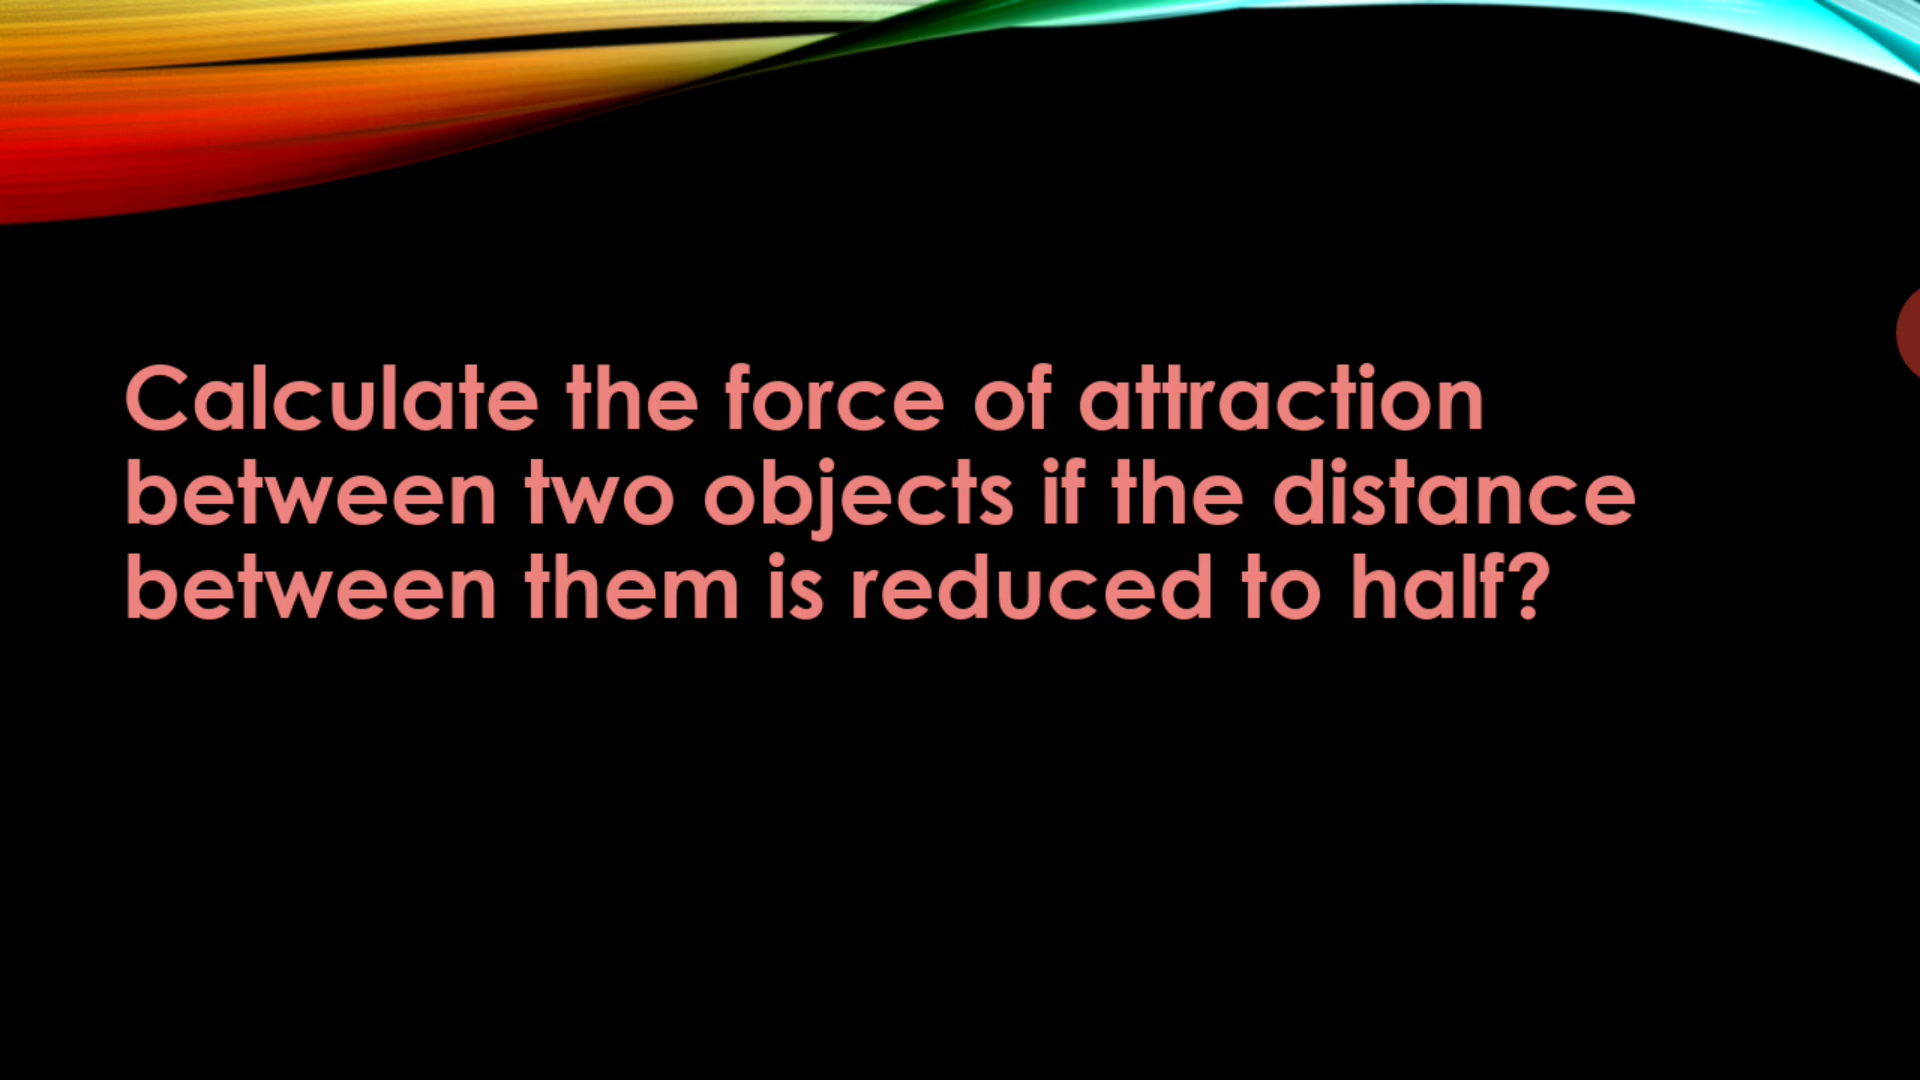 Calculate the force of attraction
between two objects if the distance
between them is reduced to half?